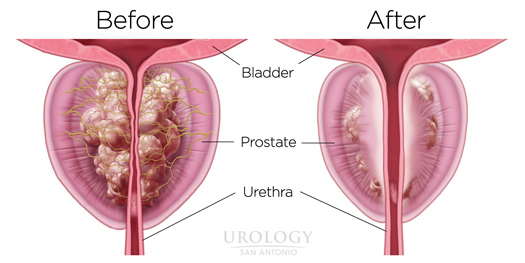 Before
After
Bladder
Prostate
Urethra
UROLOGY
SAN ANTONIO